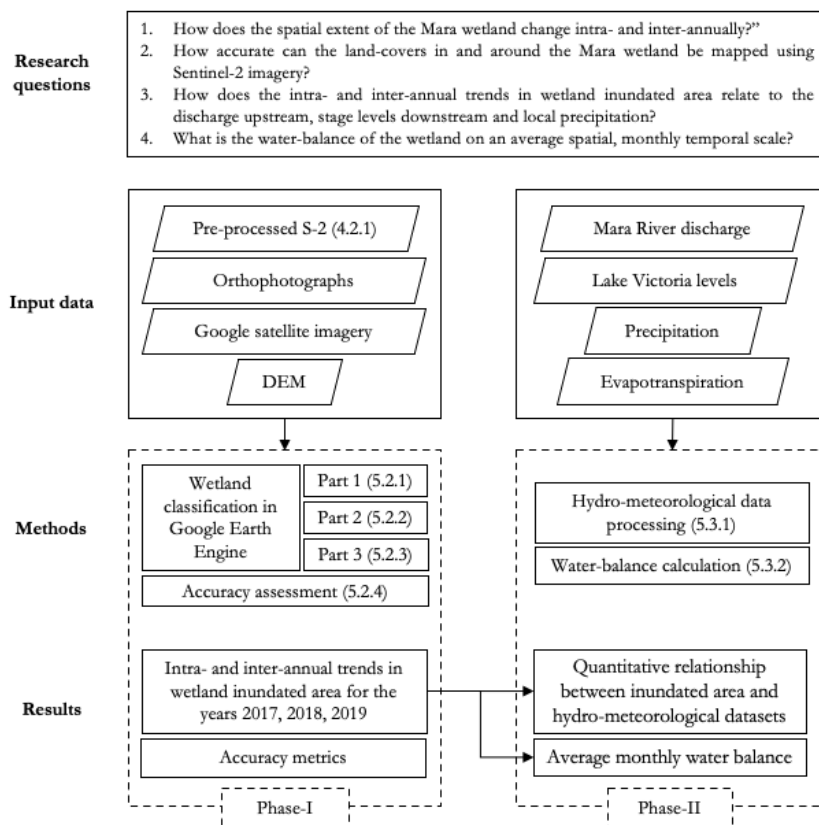 Research
questions
1. How does the spatial extent of the Mara wetland change intra- and inter-annually?”
2. How accurate can the land-covers in and around the Mara wetland be mapped using
Sentinel-2 imagery?
3. How does the intra- and inter-annual trends in wetland inundated area relate to the
discharge upstream, stage levels downstream and local precipitation?
4. What is the water-balance of the wetland on an average spatial, monthly temporal scale?
Input data
Pre-processed S-2 (4.2.1)
Orthophotographs
Google satellite imagery
DEM
Mara River discharge
Lake Victoria levels
Precipitation
Evapotranspiration
Methods
Wetland
classification in
Google Earth
Engine
Part 1 (5.2.1)
Part 2 (5.2.2)
Part 3 (5.2.3)
Accuracy assessment (5.2.4)
Hydro-meteorological data
processing (5.3.1)
Water-balance calculation (5.3.2)
Results
Intra- and inter-annual trends in
wetland inundated area for the
years 2017, 2018, 2019
Accuracy metrics
Quantitative relationship
between inundated area and
hydro-meteorological datasets
Average monthly water balance
Phase-I
Phase-II